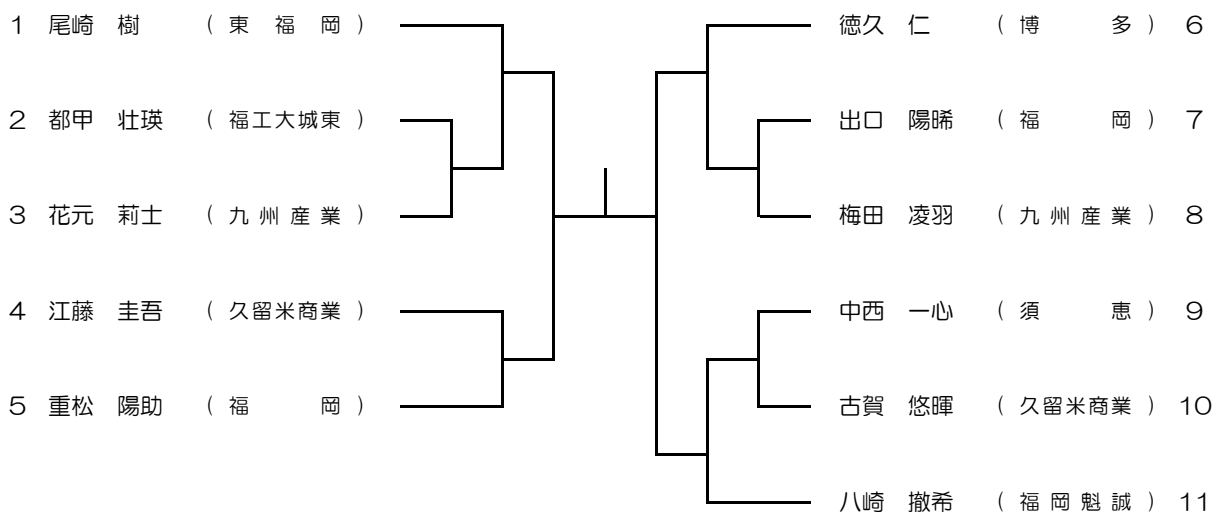 1 尾崎 樹 (東福岡)
2 都甲 壮瑛 (福工大城東)
3 花元 莉士 (九州産業)
4 江藤 圭吾 (久留米商業)
5 重松 陽助 (福岡)
徳久 仁 (博多) 6
出口 陽晞 (福岡) 7
梅田 凌羽 (九州産業) 8
中西 一心 (須恵) 9
古賀 悠暉 (久留米商業) 10
八崎 撤希 (福岡魁誠) 11